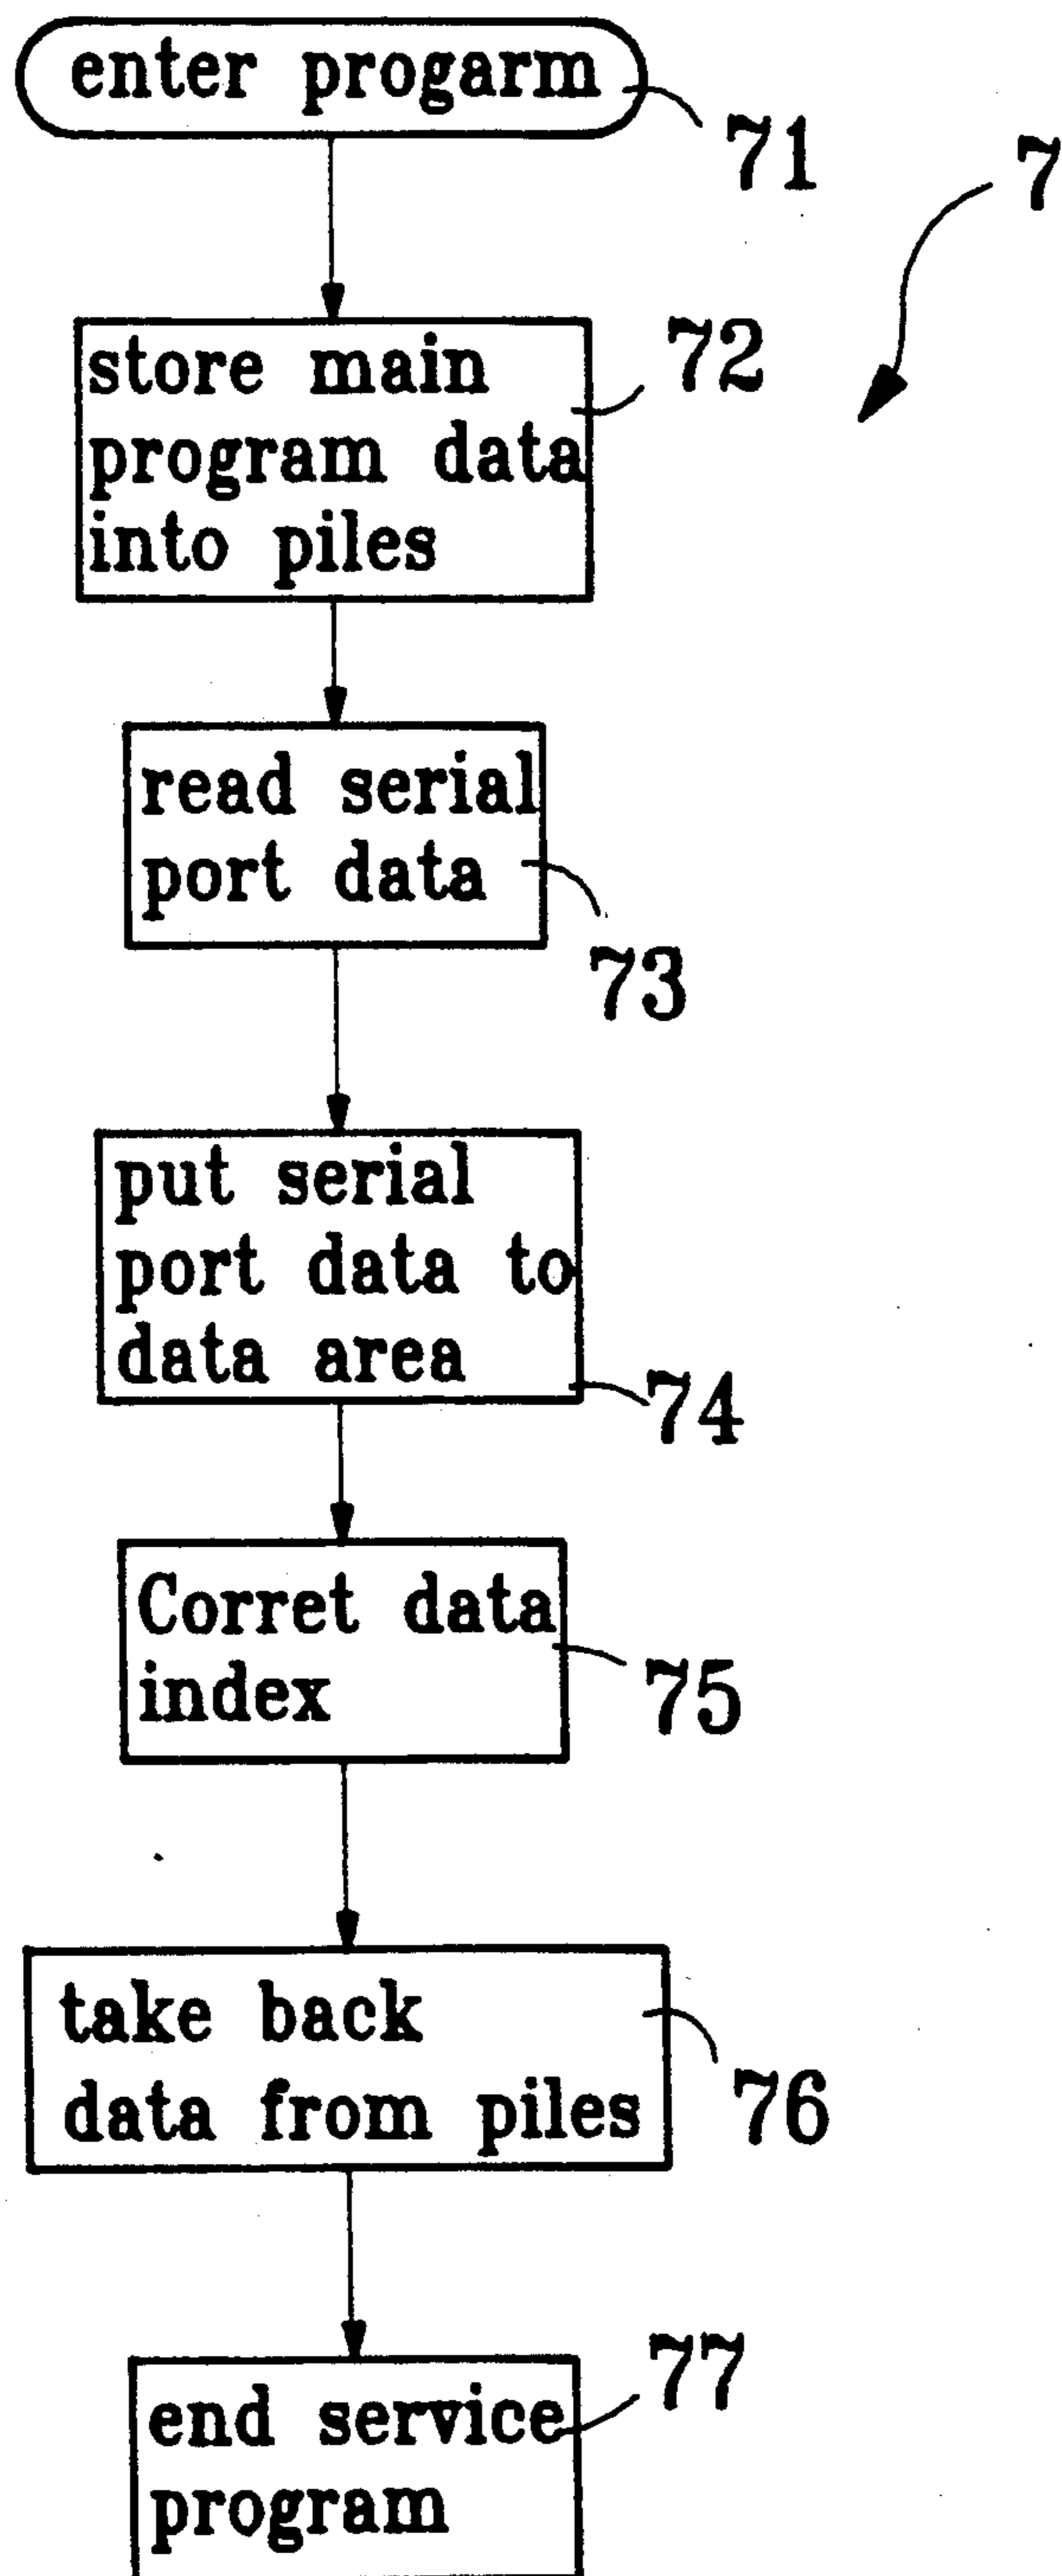 enter progarm
71
7
store main
program data
into piles
72
read serial
port data
73
put serial
port data to
data area
74
Corret data
index
75
take back
data from piles
76
end service
program
77